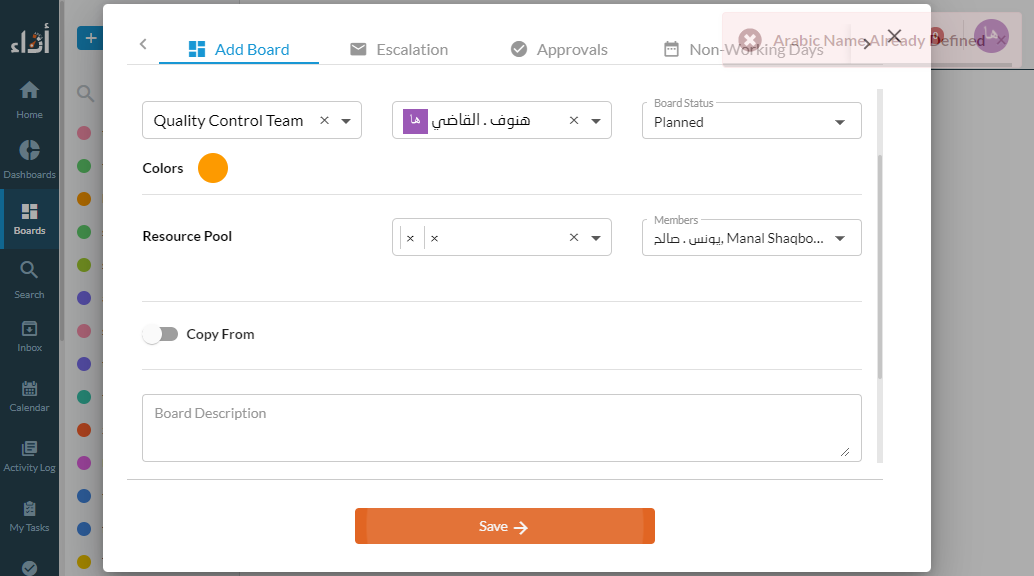 أداء
Add Board
Escalation
Approvals
Non-Working Days
Arabic Name Already Defined
Home
Dashboards
Boards
Search
Inbox
Calendar
Activity Log
My Tasks
Quality Control Team
ها هنوف . القاضي
Board Status
Planned
Colors
Resource Pool
Members
يونس . صالح, Manal Shaqbo...
Copy From
Board Description
Save
ها